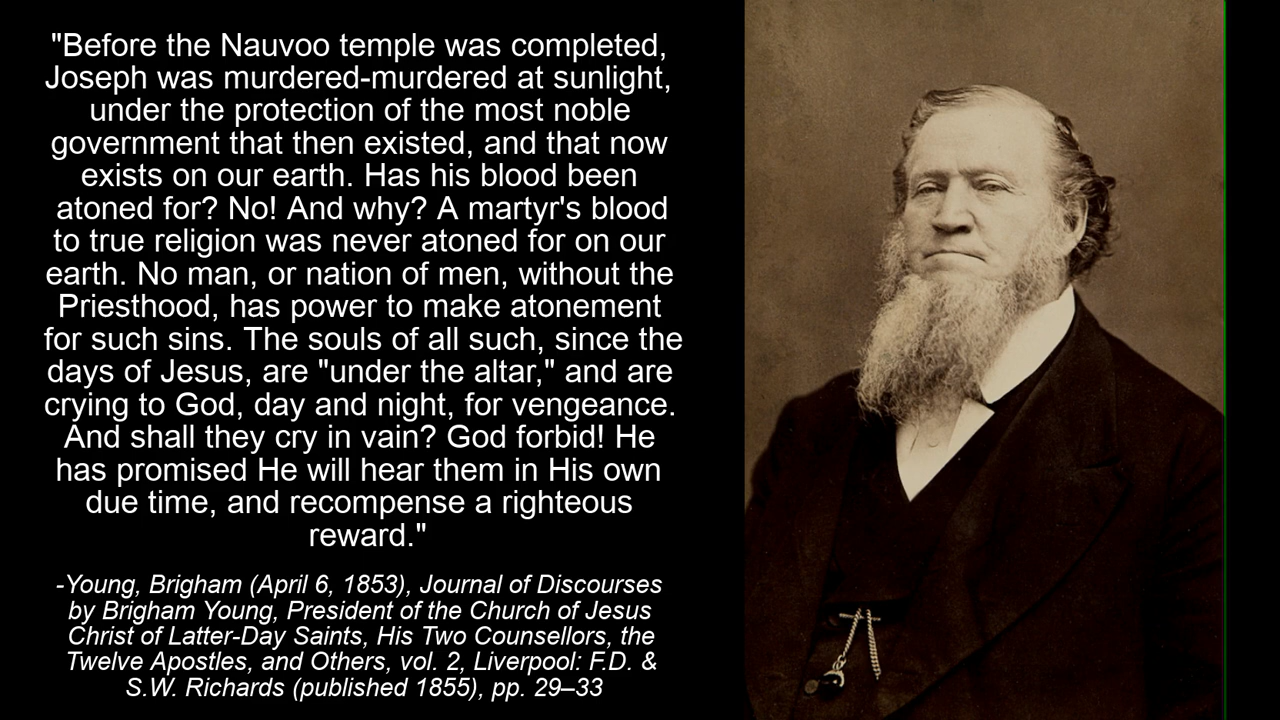 "Before the Nauvoo temple was completed,
Joseph was murdered-murdered at sunlight,
under the protection of the most noble
government that then existed, and that now
exists on our earth. Has his blood been
atoned for? No! And why? A martyr's blood
to true religion was never atoned for on our
earth. No man, or nation of men, without the
Priesthood, has power to make atonement
for such sins. The souls of all such, since the
days of Jesus, are "under the altar," and are
crying to God, day and night, for vengeance.
And shall they cry in vain? God forbid! He
has promised He will hear them in His own
due time, and recompense a righteous
reward."
-Young, Brigham (April 6, 1853), Journal of Discourses
by Brigham Young, President of the Church of Jesus
Christ of Latter-Day Saints, His Two Counsellors, the
Twelve Apostles, and Others, vol. 2, Liverpool: F.D. &
S.W. Richards (published 1855), pp. 29–33